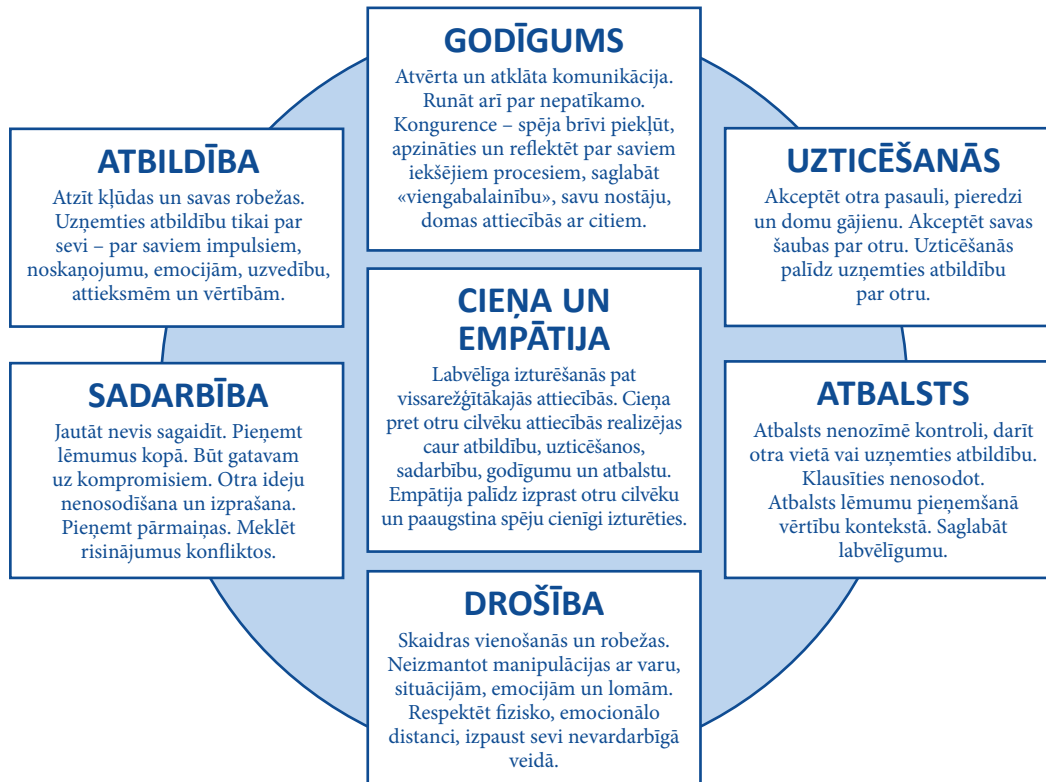 GODĪGUMS
Atvērta un atklāta komunikācija.
Runāt arī par nepatīkamo.
Kongurence – spēja brīvi piekļūt,
apzināties un reflektēt par saviem
iekšējiem procesiem, saglabāt
«viengabalainību», savu nostāju,
domas attiecībās ar citiem.
ATBILDĪBA
Atzīt kļūdas un savas robežas.
Uzņemties atbildību tikai par
sevi – par saviem impulsiem,
noskaņojumu, emocijām, uzvedību,
attieksmēm un vērtībām.
UZTICĒŠANĀS
Akceptēt otra pasauli, pieredzi
un domu gājienu. Akceptēt savas
šaubas par otru. Uzticēšanās
palīdz uzņemties atbildību
par otru.
CIEŅA UN
EMPĀTIJA
Labvēlīga izturēšanās pat
vissarežģītākajās attiecībās. Cieņa
pret otru cilvēku attiecībās realizējas
caur atbildību, uzticēšanos,
sadarbību, godīgumu un atbalstu.
Empātija palīdz izprast otru cilvēku
un paaugstina spēju cienīgi izturēties.
SADARBĪBA
Jautāt nevis sagaidīt. Pieņemt
lēmumus kopā. Būt gatavam
uz kompromisiem. Otra ideju
nenosodīšana un izprašana.
Pieņemt pārmaiņas. Meklēt
risinājumus konfliktos.
ATBALSTS
Atbalsts nenozīmē kontroli, darīt
otra vietā vai uzņemties atbildību.
Klausīties nenosodot.
Atbalsts lēmumu pieņemšanā
vērtību kontekstā. Saglabāt
labvēlīgumu.
DROŠĪBA
Skaidras vienošanās un robežas.
Neizmantot manipulācijas ar varu,
situācijām, emocijām un lomām.
Respektēt fizisko, emocionālo
distanci, izpaust sevi nevardarbīgā
veidā.